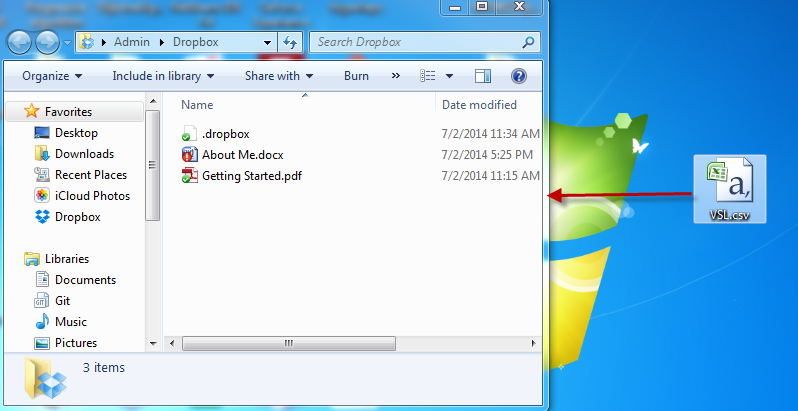 Admin Dropbox Search Dropbox
Organize Include in library Share with Burn »
Favorites
Desktop
Downloads
Recent Places
iCloud Photos
Dropbox
Libraries
Documents
Git
Music
Pictures
Name Date modified
.dropbox 7/2/2014 11:34 AM
About Me.docx 7/2/2014 5:25 PM
Getting Started.pdf 7/2/2014 11:15 AM
3 items
a,
VSL.csv